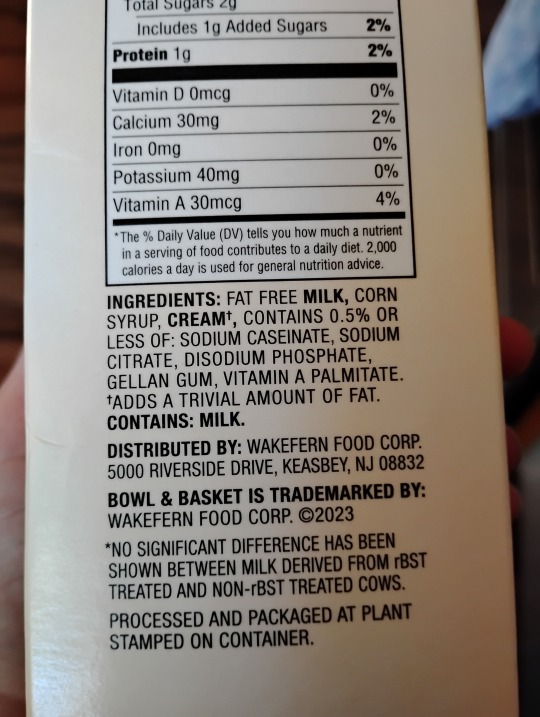 Total Sugars 2g
Includes 1g Added Sugars 2%
Protein 1g 2%
Vitamin D 0mcg 0%
Calcium 30mg 2%
Iron 0mg 0%
Potassium 40mg 0%
Vitamin A 30mcg 4%
*The % Daily Value (DV) tells you how much a nutrient
in a serving of food contributes to a daily diet. 2,000
calories a day is used for general nutrition advice.
INGREDIENTS: FAT FREE MILK, CORN
SYRUP, CREAM†, CONTAINS 0.5% OR
LESS OF: SODIUM CASEINATE, SODIUM
CITRATE, DISODIUM PHOSPHATE,
GELLAN GUM, VITAMIN A PALMITATE.
†ADDS A TRIVIAL AMOUNT OF FAT.
CONTAINS: MILK.
DISTRIBUTED BY: WAKEFERN FOOD CORP.
5000 RIVERSIDE DRIVE, KEASBEY, NJ 08832
BOWL & BASKET IS TRADEMARKED BY:
WAKEFERN FOOD CORP. ©2023
*NO SIGNIFICANT DIFFERENCE HAS BEEN
SHOWN BETWEEN MILK DERIVED FROM rBST
TREATED AND NON-rBST TREATED COWS.
PROCESSED AND PACKAGED AT PLANT
STAMPED ON CONTAINER.